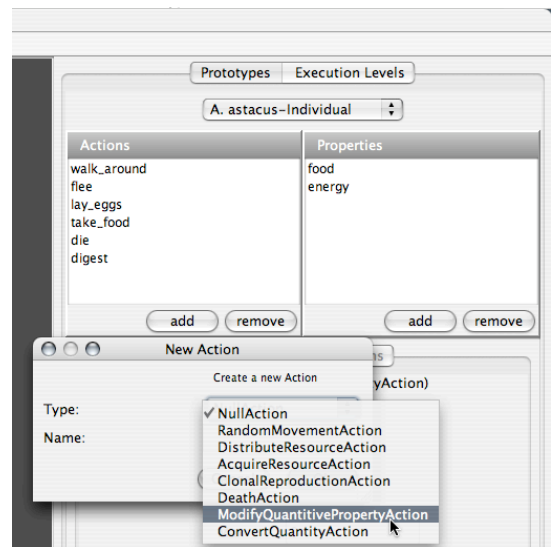 Prototypes Execution Levels
A. astacus-Individual
Actions Properties
walk_around food
flee energy
lay_eggs
take_food
die
digest
add remove add remove
New Action
Create a new Action yAction)
Type:
Name:
✓ NullAction
RandomMovementAction
DistributeResourceAction
AcquireResourceAction
ClonalReproductionAction
DeathAction
ModifyQuantitivePropertyAction
ConvertQuantityAction